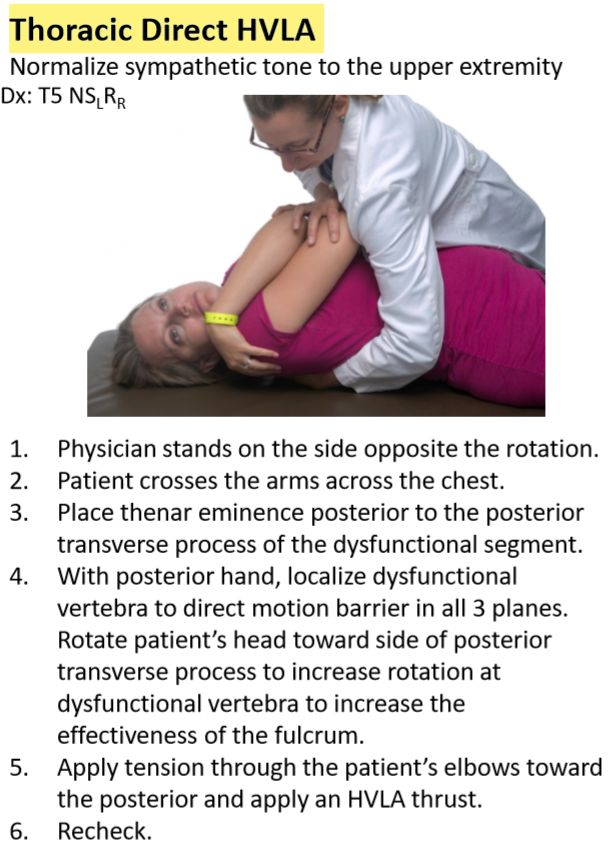 Thoracic Direct HVLA
Normalize sympathetic tone to the upper extremity
Dx: T5 NSLRR
1. Physician stands on the side opposite the rotation.
2. Patient crosses the arms across the chest.
3. Place thenar eminence posterior to the posterior
transverse process of the dysfunctional segment.
4. With posterior hand, localize dysfunctional
vertebra to direct motion barrier in all 3 planes.
Rotate patient’s head toward side of posterior
transverse process to increase rotation at
dysfunctional vertebra to increase the
effectiveness of the fulcrum.
5. Apply tension through the patient’s elbows toward
the posterior and apply an HVLA thrust.
6. Recheck.